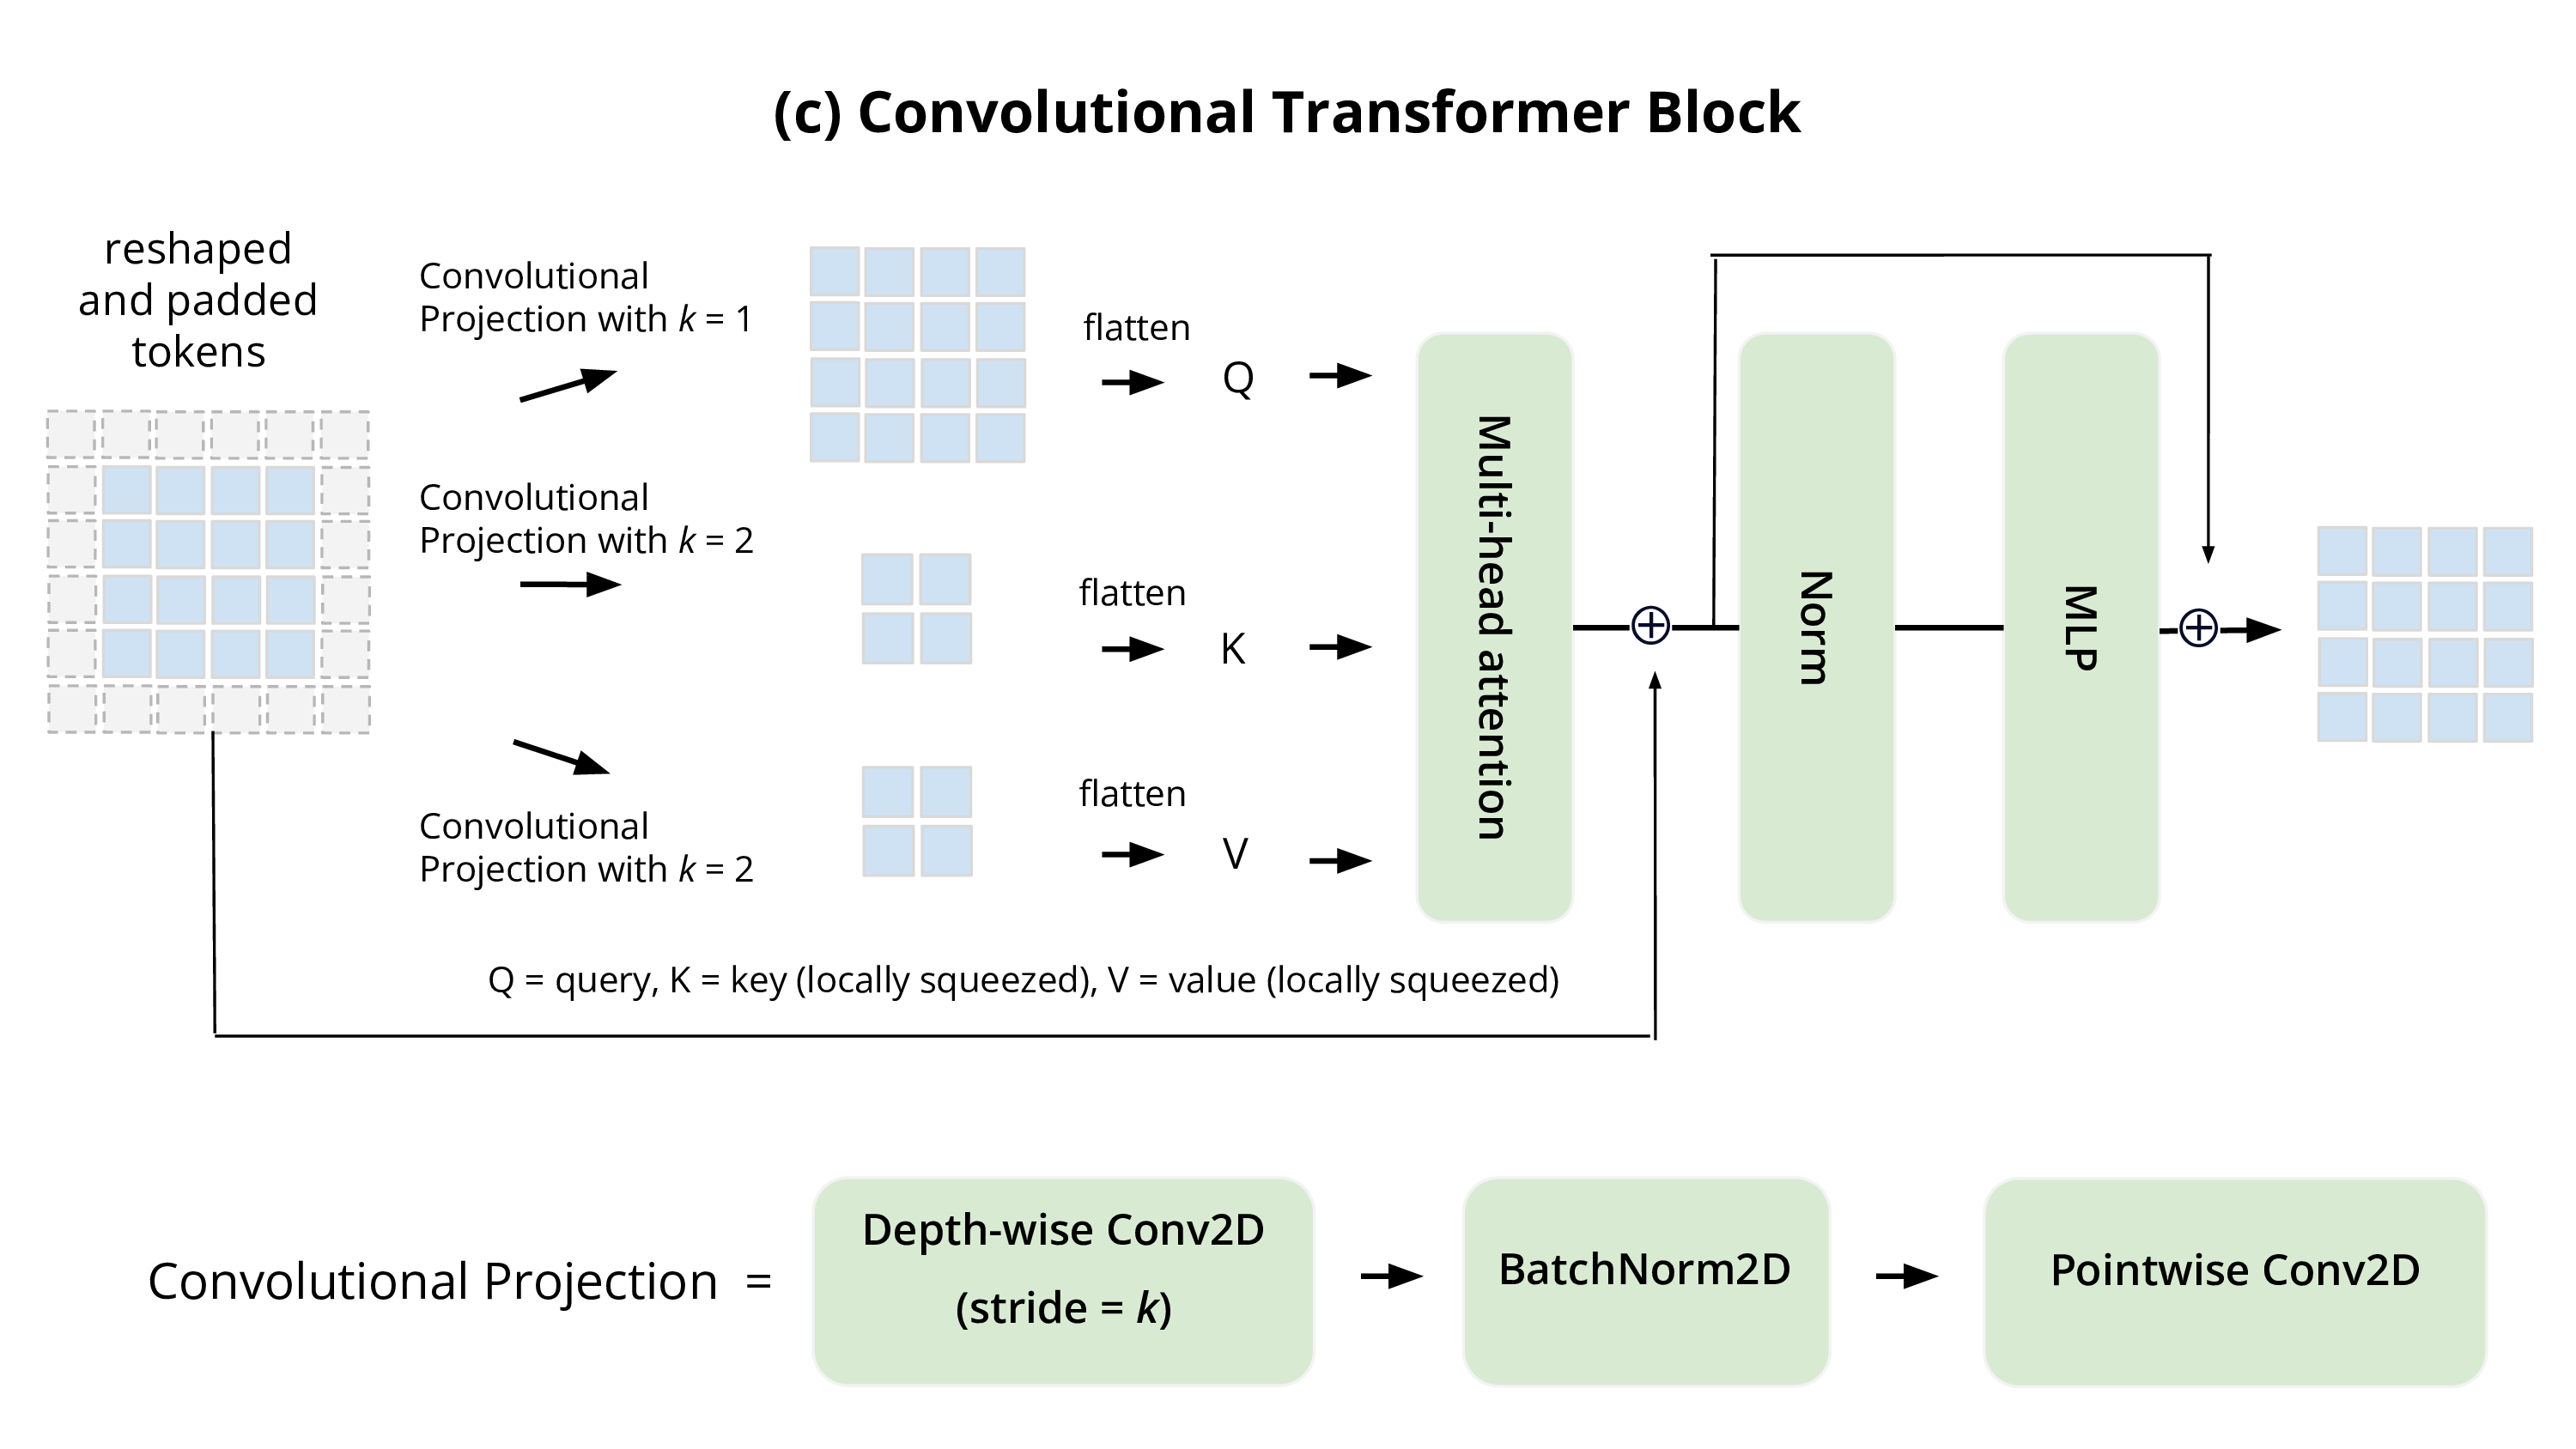 (c) Convolutional Transformer Block
reshaped
and padded
tokens
Convolutional
Projection with k = 1
flatten
Q
Convolutional
Projection with k = 2
flatten
K
Convolutional
Projection with k = 2
flatten
V
Multi-head attention
Norm
MLP
Q = query, K = key (locally squeezed), V = value (locally squeezed)
Convolutional Projection =
Depth-wise Conv2D
(stride = k)
BatchNorm2D
Pointwise Conv2D